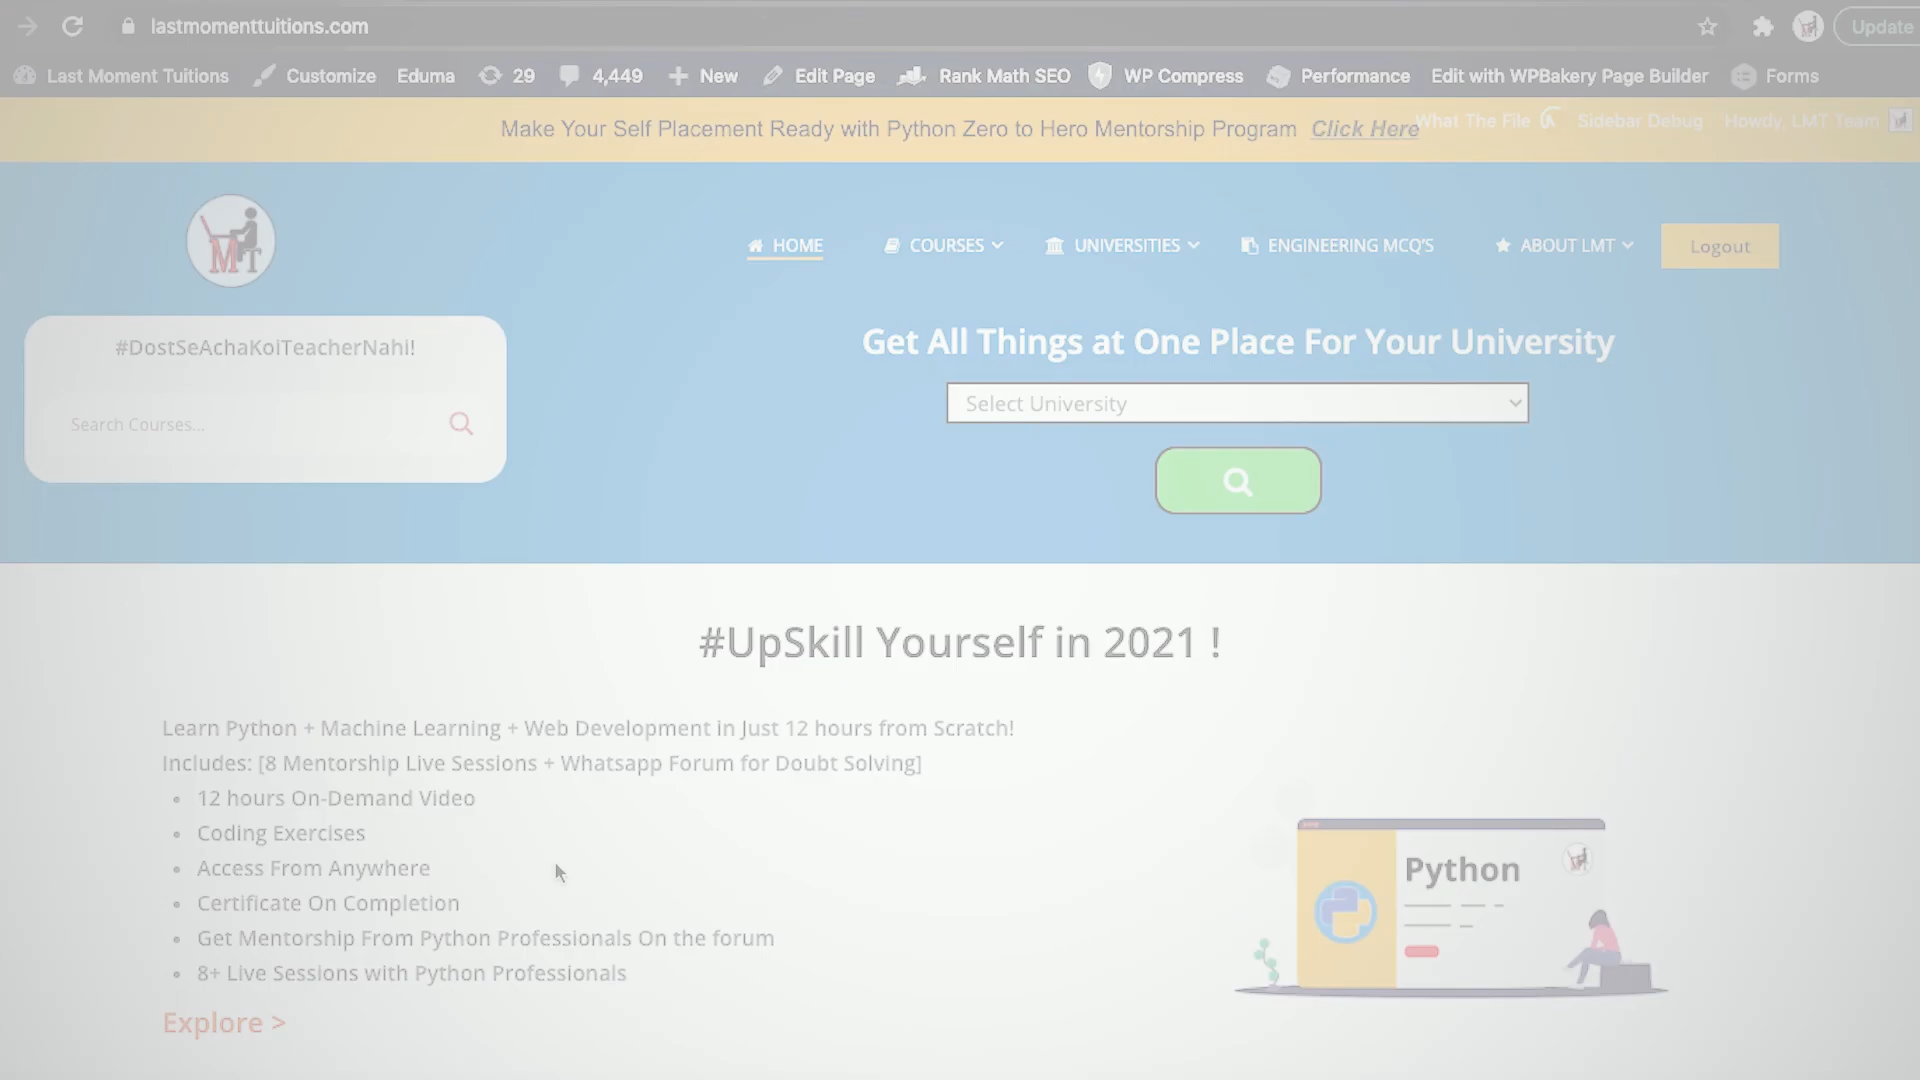 lastmomenttuitions.com
Update
Last Moment Tuitions Customize Eduma 29 4,449 New Edit Page Rank Math SEO WP Compress Performance Edit with WPBakery Page Builder Forms
Make Your Self Placement Ready with Python Zero to Hero Mentorship Program Click Here
What The File Sidebar Debug Howdy, LMT Team
HOME COURSES UNIVERSITIES ENGINEERING MCQ'S ABOUT LMT Logout
#DostSeAchaKoiTeacherNahi!
Search Courses...
Get All Things at One Place For Your University
Select University
#UpSkill Yourself in 2021 !
Learn Python + Machine Learning + Web Development in Just 12 hours from Scratch!
Includes: [8 Mentorship Live Sessions + Whatsapp Forum for Doubt Solving]
12 hours On-Demand Video
Coding Exercises
Access From Anywhere
Certificate On Completion
Get Mentorship From Python Professionals On the forum
8+ Live Sessions with Python Professionals
Explore >
Python